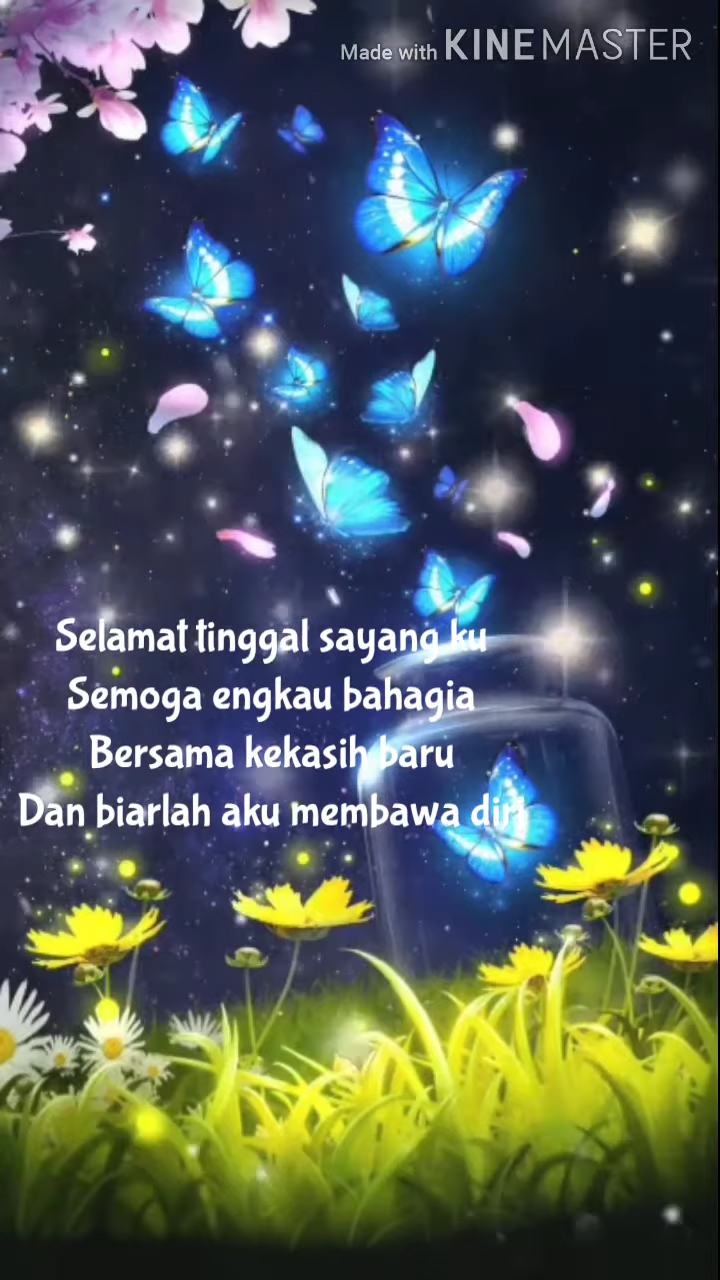 Made with KINEMASTER
Selamat tinggal sayang ku
Semoga engkau bahagia
Bersama kekasih baru
Dan biarlah aku membawa diri